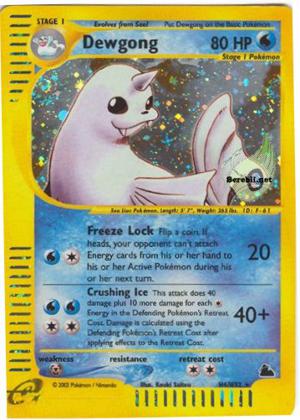 STAGE 1
Evolves from Seel
Put Dewgong on the Basic Pokémon
Dewgong
80 HP
Stage 1 Pokémon
Serebii.net
Sea Lion Pokémon. Length: 5' 7", Weight: 265 lbs. ID: F-61
Freeze Lock Flip a coin. If
heads, your opponent can't attach
Energy cards from his or her hand to
his or her Active Pokémon during his
or her next turn.
20
Crushing Ice This attack does 40
damage plus 10 more damage for each
Energy in the Defending Pokémon's Retreat
Cost. Damage is calculated using the
Defending Pokémon's Retreat Cost after
applying effects to the Retreat Cost.
40+
weakness
resistance
retreat cost
e
©2003 Pokémon / Nintendo
Illus. Kouki Saitou